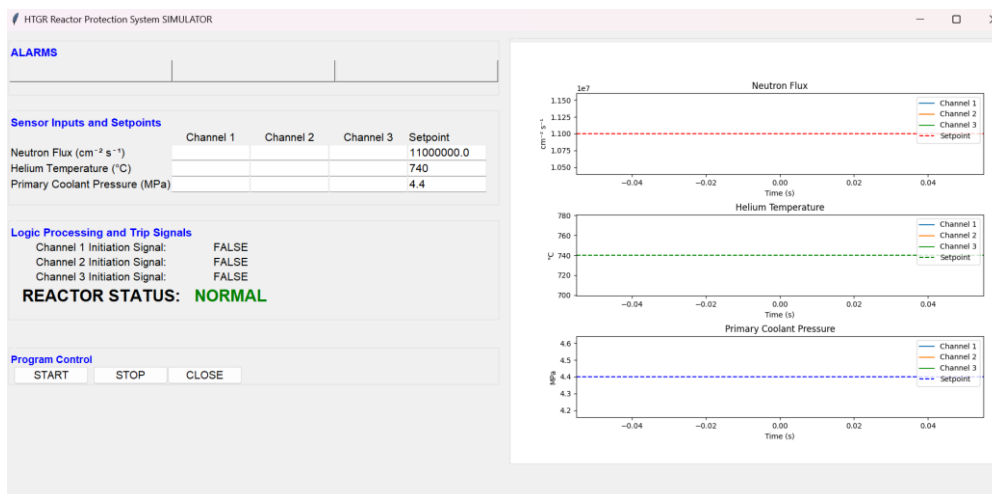 HTGR Reactor Protection System SIMULATOR
ALARMS
Sensor Inputs and Setpoints
Channel 1 Channel 2 Channel 3 Setpoint
Neutron Flux (cm⁻² s⁻¹) 11000000.0
Helium Temperature (°C) 740
Primary Coolant Pressure (MPa) 4.4
Logic Processing and Trip Signals
Channel 1 Initiation Signal: FALSE
Channel 2 Initiation Signal: FALSE
Channel 3 Initiation Signal: FALSE
REACTOR STATUS: NORMAL
Program Control
START STOP CLOSE
Neutron Flux
1e7
1.150
1.125
1.100
1.075
1.050
cm⁻² s⁻¹
Channel 1
Channel 2
Channel 3
Setpoint
−0.04 −0.02 0.00 0.02 0.04
Time (s)
Helium Temperature
780
760
740
720
700
°C
Channel 1
Channel 2
Channel 3
Setpoint
−0.04 −0.02 0.00 0.02 0.04
Time (s)
Primary Coolant Pressure
4.6
4.5
4.4
4.3
4.2
MPa
Channel 1
Channel 2
Channel 3
Setpoint
−0.04 −0.02 0.00 0.02 0.04
Time (s)